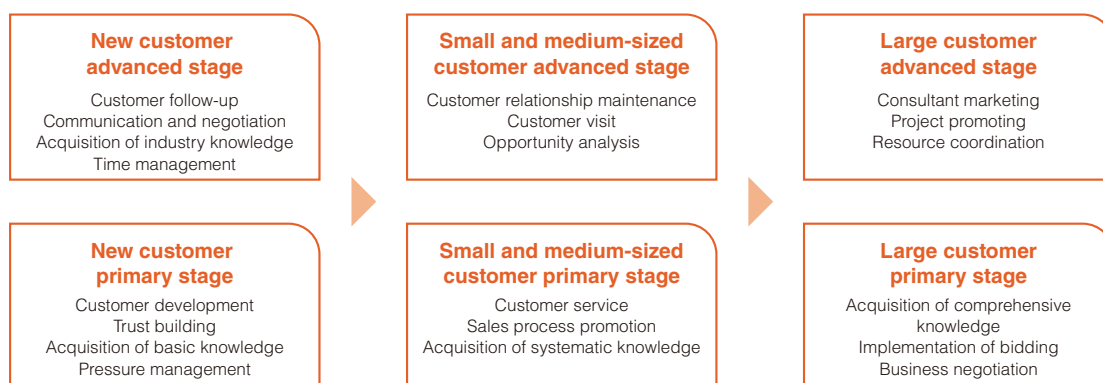 New customer
advanced stage
Customer follow-up
Communication and negotiation
Acquisition of industry knowledge
Time management
Small and medium-sized
customer advanced stage
Customer relationship maintenance
Customer visit
Opportunity analysis
Large customer
advanced stage
Consultant marketing
Project promoting
Resource coordination
New customer
primary stage
Customer development
Trust building
Acquisition of basic knowledge
Pressure management
Small and medium-sized
customer primary stage
Customer service
Sales process promotion
Acquisition of systematic knowledge
Large customer
primary stage
Acquisition of comprehensive
knowledge
Implementation of bidding
Business negotiation